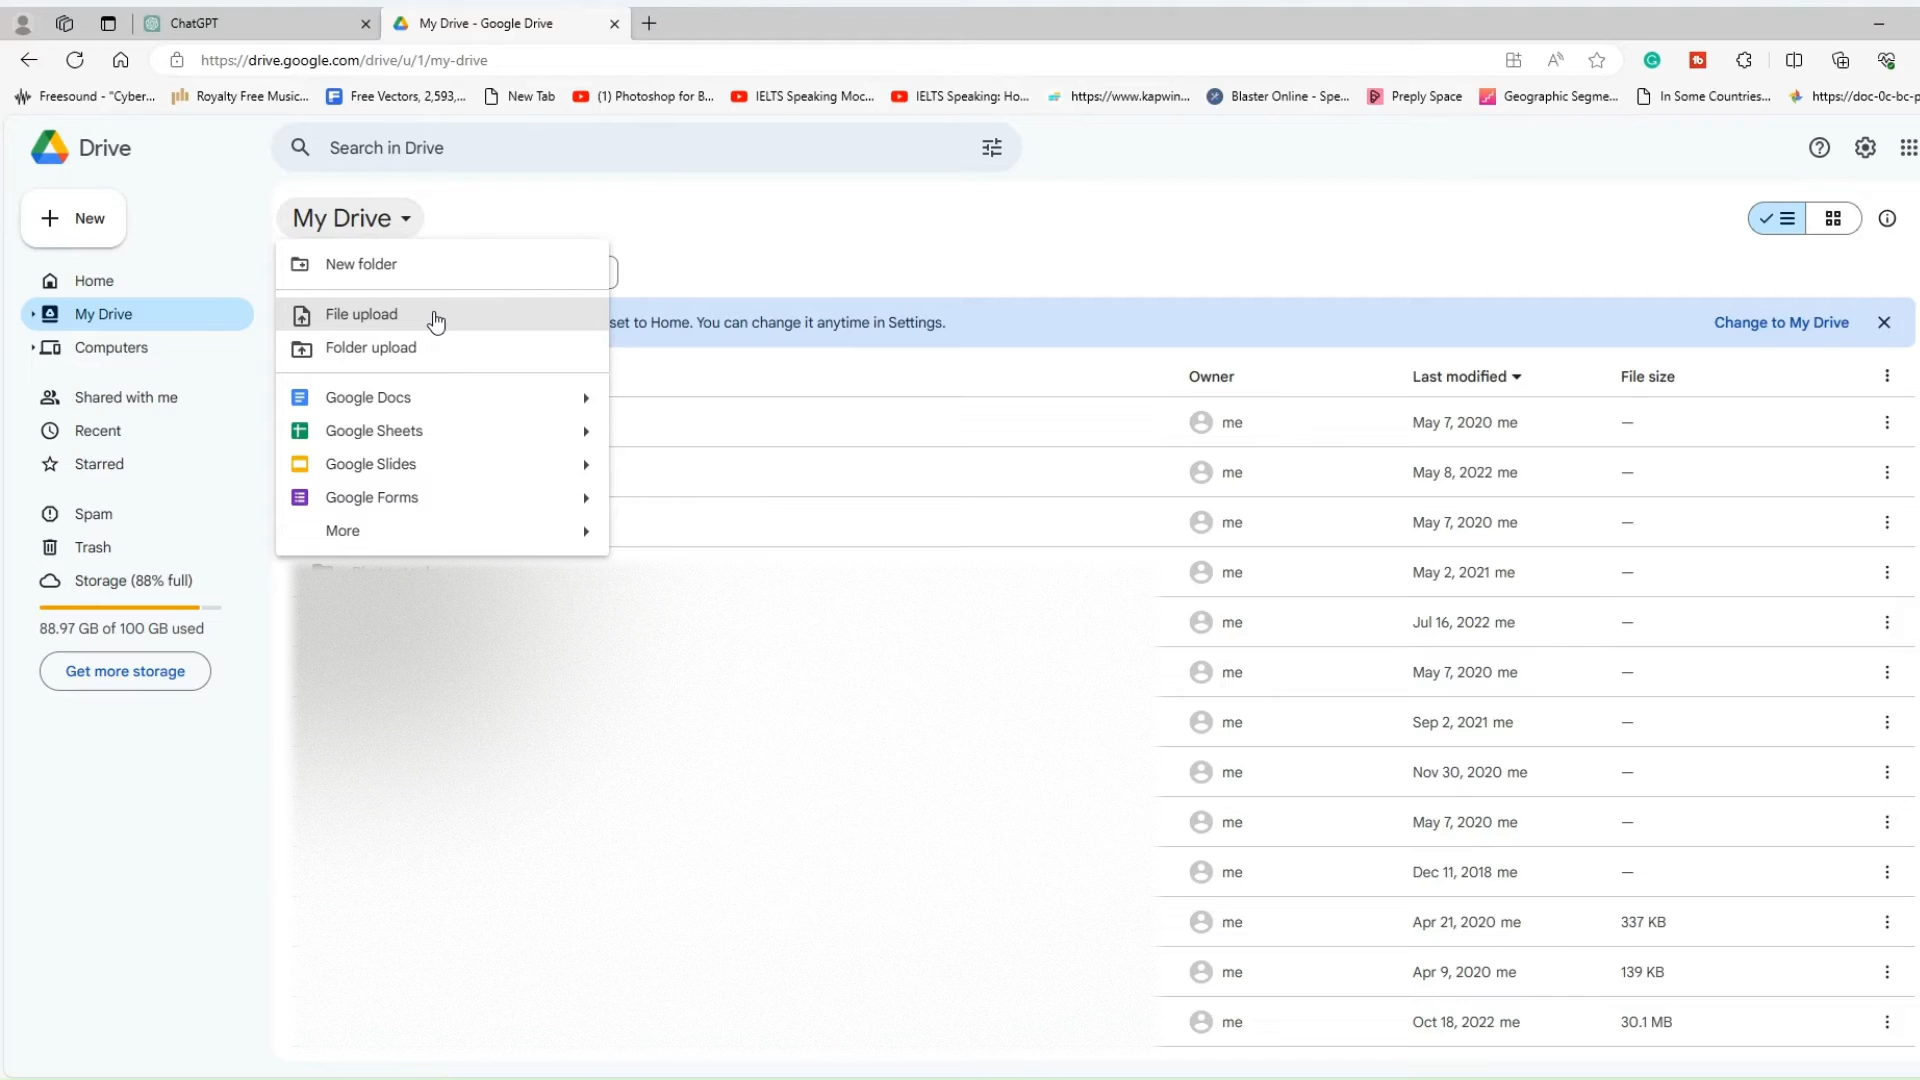 ChatGPT
My Drive - Google Drive
https://drive.google.com/drive/u/1/my-drive
Freesound - "Cyber...
Royalty Free Music...
Free Vectors, 2,593,...
New Tab
(1) Photoshop for B...
IELTS Speaking Moc...
IELTS Speaking: Ho...
https://www.kapwin...
Blaster Online - Spe...
Preply Space
Geographic Segme...
In Some Countries...
https://doc-0c-bc-p
Drive
Search in Drive
New
My Drive
Home
My Drive
Computers
Shared with me
Recent
Starred
Spam
Trash
Storage (88% full)
88.97 GB of 100 GB used
Get more storage
New folder
File upload
Folder upload
Google Docs
Google Sheets
Google Slides
Google Forms
More
set to Home. You can change it anytime in Settings.
Change to My Drive
Owner Last modified File size
me May 7, 2020 me —
me May 8, 2022 me —
me May 7, 2020 me —
me May 2, 2021 me —
me Jul 16, 2022 me —
me May 7, 2020 me —
me Sep 2, 2021 me —
me Nov 30, 2020 me —
me May 7, 2020 me —
me Dec 11, 2018 me —
me Apr 21, 2020 me 337 KB
me Apr 9, 2020 me 139 KB
me Oct 18, 2022 me 30.1 MB